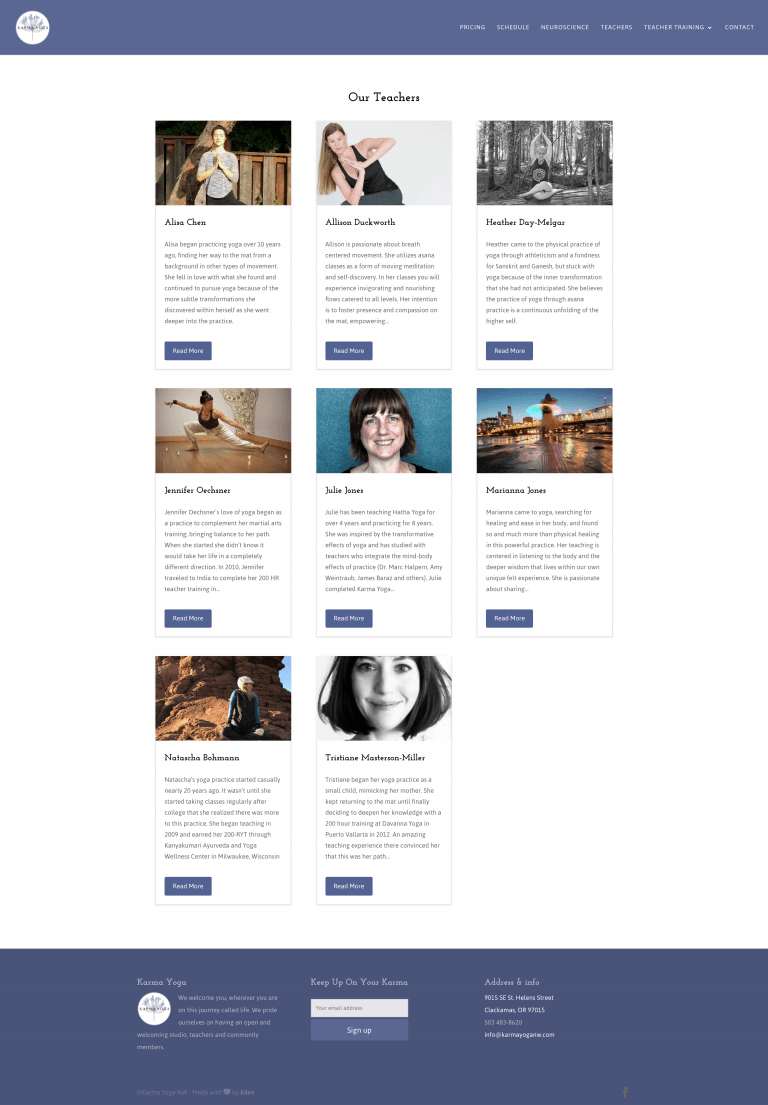 KARMA YOGA
PRICING SCHEDULE NEUROSCIENCE TEACHERS TEACHER TRAINING CONTACT
Our Teachers
Alisa Chen
Alisa began practicing yoga over 10 years
ago, finding her way to the mat from a
background in other types of movement.
She fell in love with what she found and
continued to pursue yoga because of the
more subtle transformations she
discovered within herself as she went
deeper into the practice.
Read More
Allison Duckworth
Allison is passionate about breath
centered movement. She utilizes asana
classes as a form of moving meditation
and self-discovery. In her classes you will
experience invigorating and nourishing
flows catered to all levels. Her intention
is to foster presence and compassion on
the mat, empowering...
Read More
Heather Day-Melgar
Heather came to the physical practice of
yoga through athleticism and a fondness
for Sanskrit and Ganesh, but stuck with
yoga because of the inner transformation
that she had not anticipated. She believes
the practice of yoga through asana
practice is a continuous unfolding of the
higher self.
Read More
Jennifer Oechsner
Jennifer Oechsner's love of yoga began as
a practice to complement her martial arts
training, bringing balance to her path.
When she started she didn't know it
would take her life in a completely
different direction. In 2010, Jennifer
traveled to India to complete her 200 HR
teacher training in...
Read More
Julie Jones
Julie has been teaching Hatha Yoga for
over 4 years and practicing for 8 years.
She was inspired by the transformative
effects of yoga and has studied with
teachers who integrate the mind-body
effects of practice (Dr. Marc Halpern, Amy
Weintraub, James Baraz and others). Julie
completed Karma Yoga...
Read More
Marianna Jones
Marianna came to yoga, searching for
healing and ease in her body, and found
so and much more than physical healing
in this powerful practice. Her teaching is
centered in listening to the body and the
deeper wisdom that lives within our own
unique felt experience. She is passionate
about sharing...
Read More
Natascha Bohmann
Natascha's yoga practice started casually
nearly 20 years ago. It wasn't until she
started taking classes regularly after
college that she realized there was more
to this practice. She began teaching in
2009 and earned her 200-RYT through
Kanyakumari Ayurveda and Yoga
Wellness Center in Milwaukee, Wisconsin
Read More
Tristiane Masterson-Miller
Tristiane began her yoga practice as a
small child, mimicking her mother. She
kept returning to the mat until finally
deciding to deepen her knowledge with a
200 hour training at Davanna Yoga in
Puerto Vallarta in 2012. An amazing
teaching experience there convinced her
that this was her path...
Read More
Karma Yoga
KARMA YOGA
We welcome you, wherever you are
on this journey called life. We pride
ourselves on having an open and
welcoming studio, teachers and community
members.
Keep Up On Your Karma
Your email address
Sign up
Address & info
9015 SE St. Helens Street
Clackamas, OR 97015
503 483-8620
info@karmayoganw.com
©Karma Yoga NW - Made with ♥ by Eden